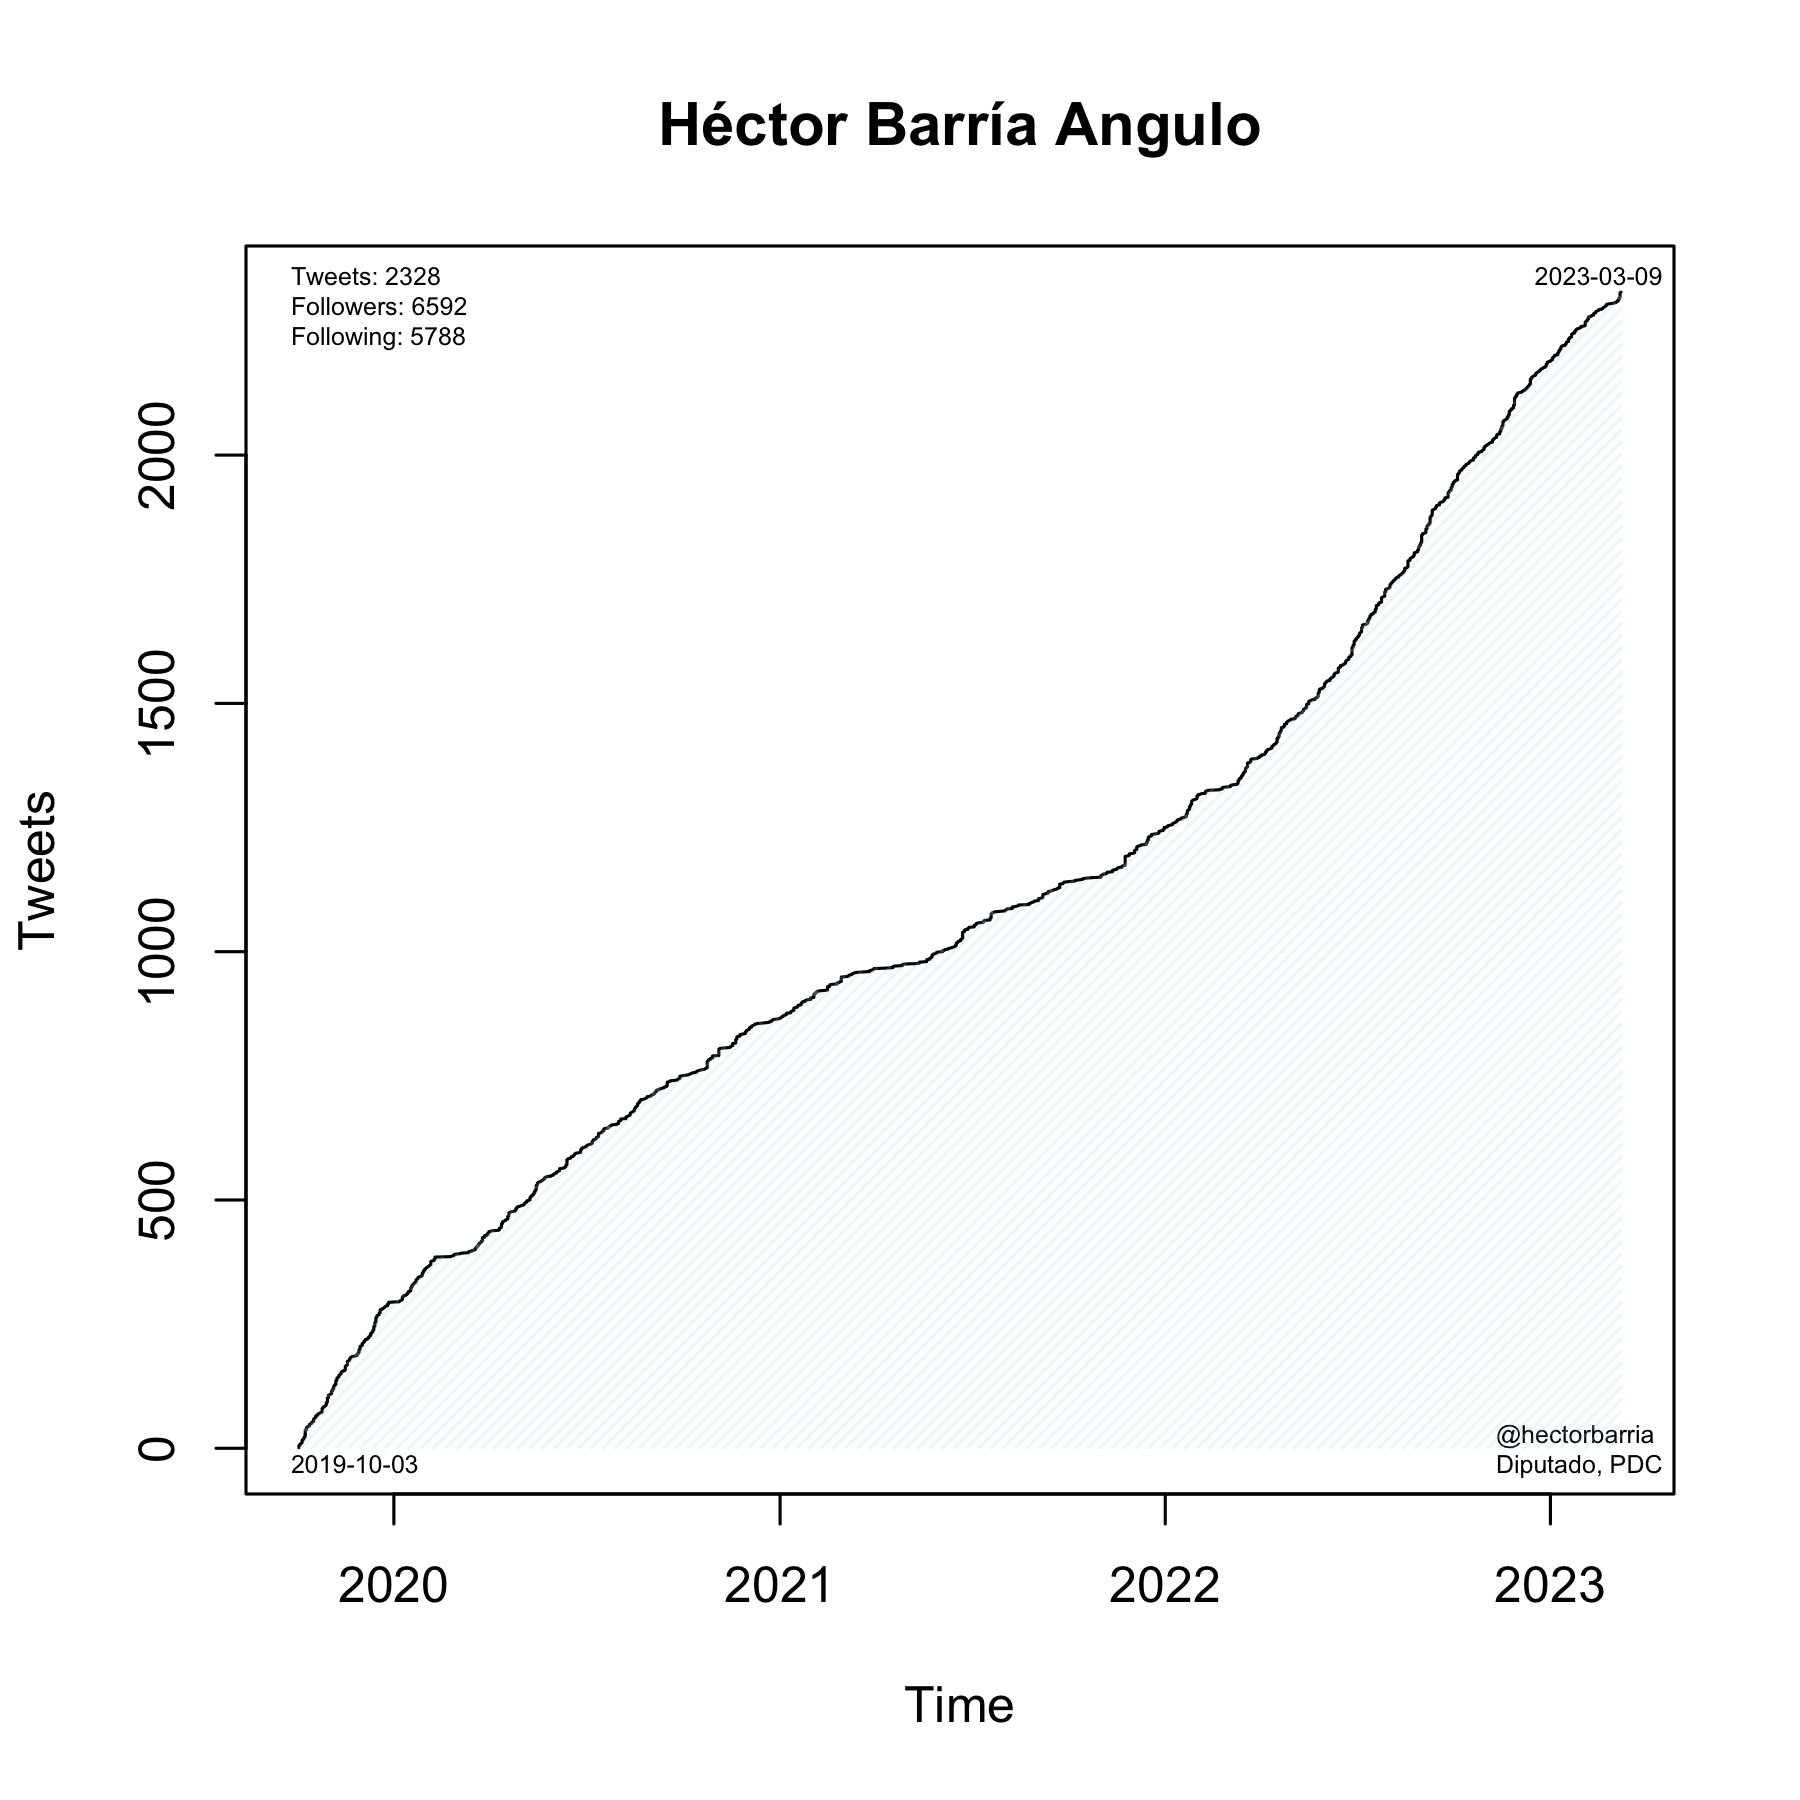 Héctor Barría Angulo
Tweets: 2328
Followers: 6592
Following: 5788
2023-03-09
Tweets
2000
1500
1000
500
0
2019-10-03
@hectorbarria
Diputado, PDC
2020
2021
2022
2023
Time